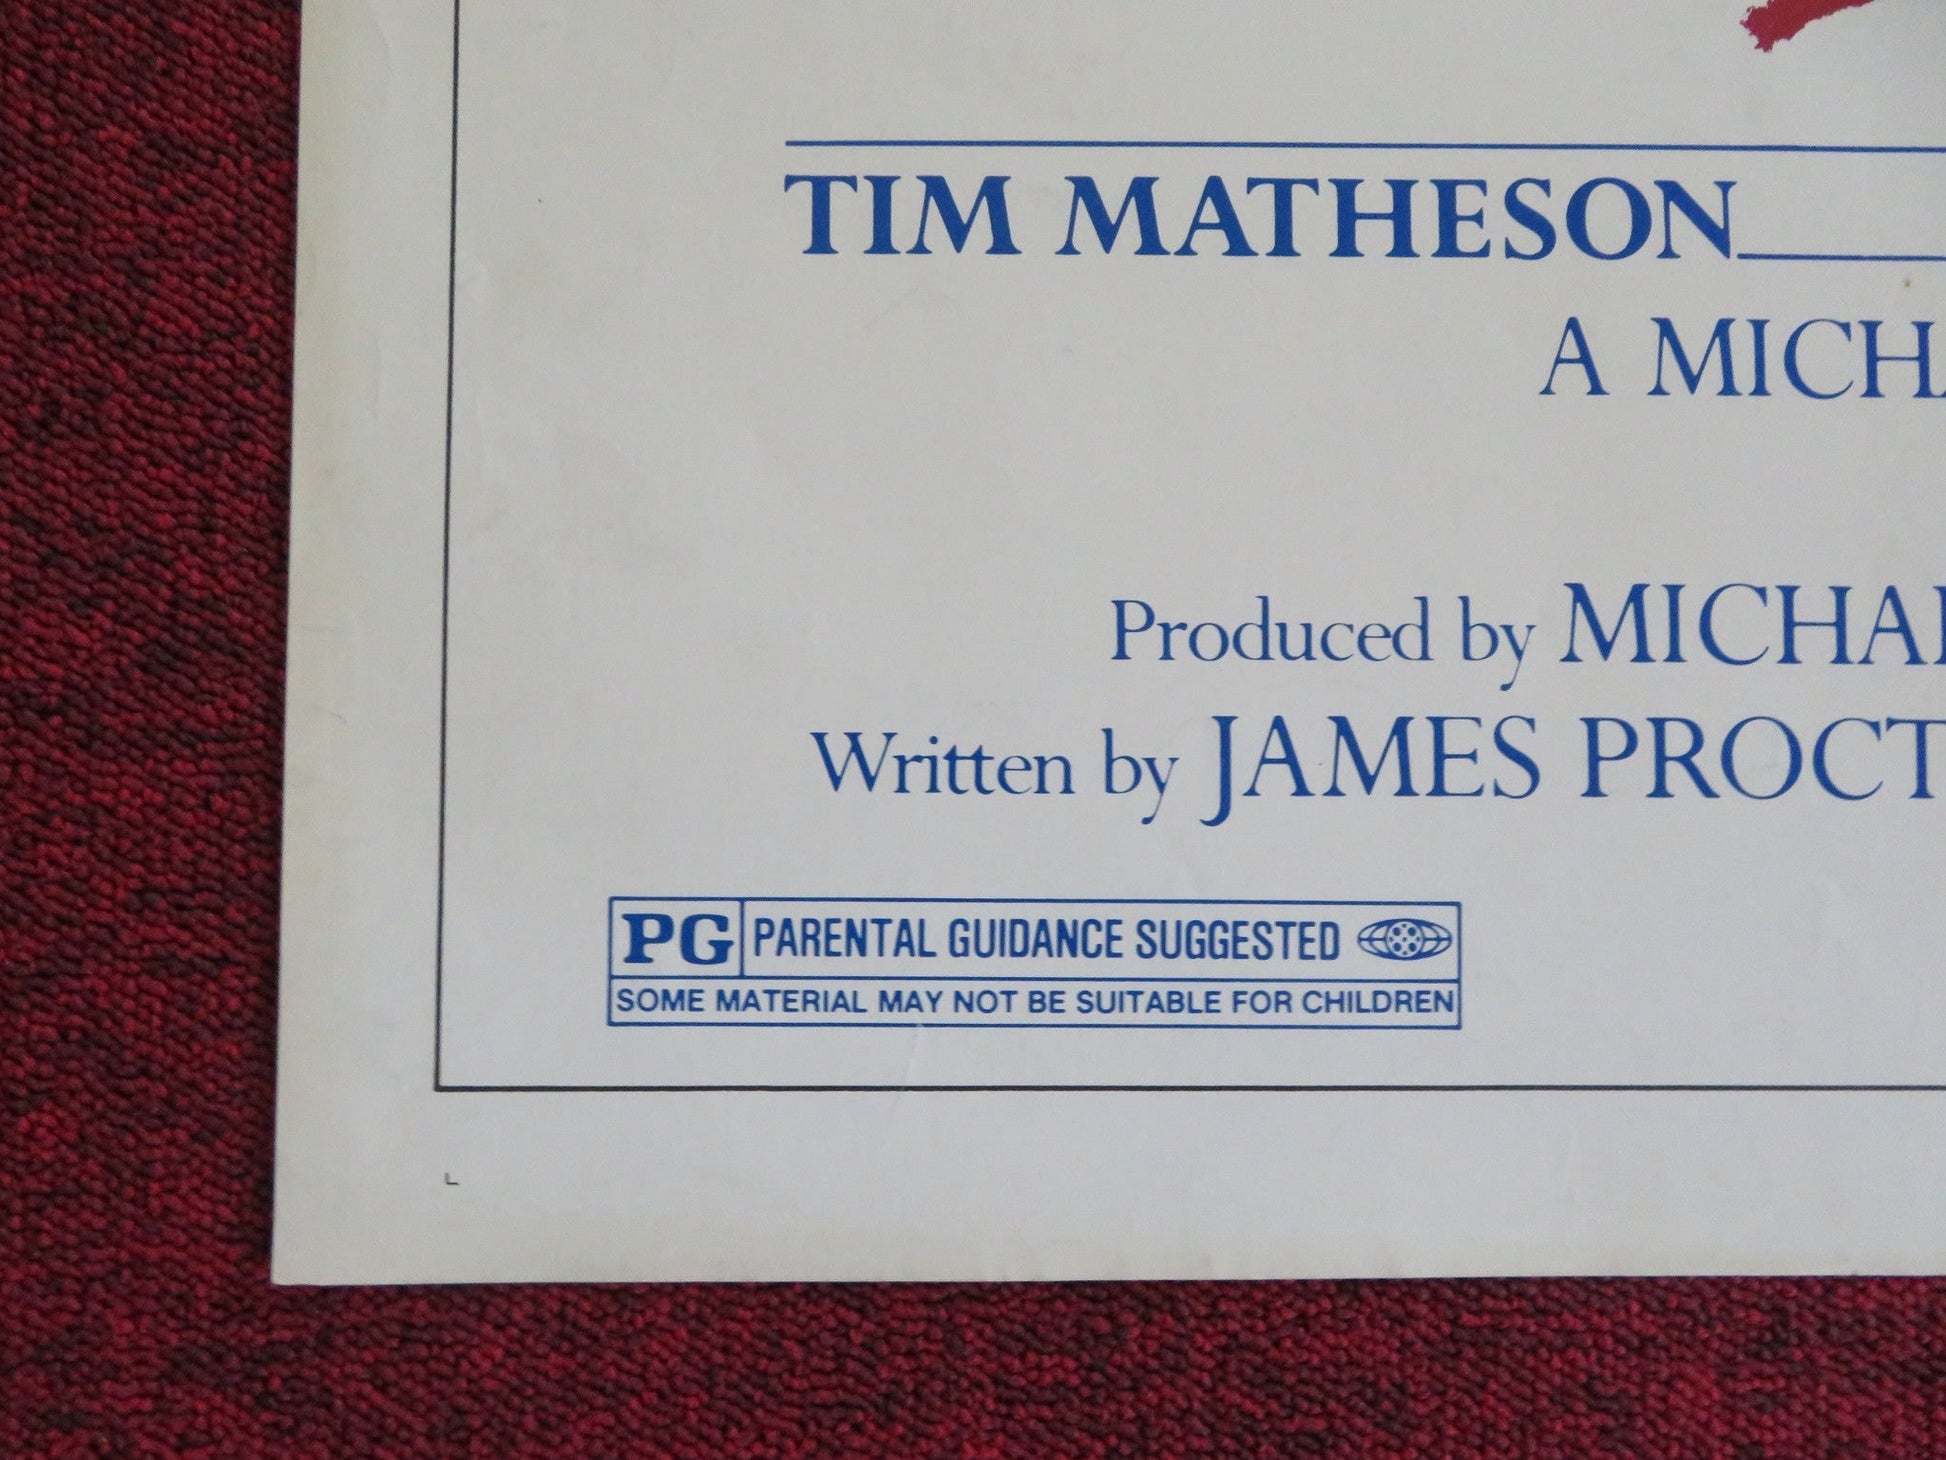 TIM MATHESON
A MICHA
Produced by MICHAE
Written by JAMES PROCT
PG PARENTAL GUIDANCE SUGGESTED
SOME MATERIAL MAY NOT BE SUITABLE FOR CHILDREN